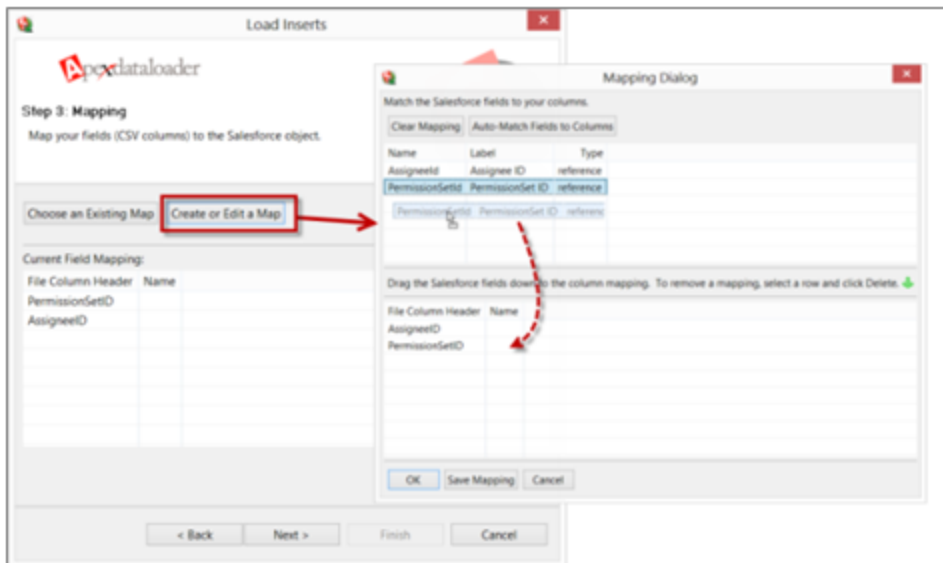 Load Inserts
Apexdataloader
Step 3: Mapping
Map your fields (CSV columns) to the Salesforce object.
Choose an Existing Map
Create or Edit a Map
Current Field Mapping:
File Column Header Name
PermissionSetID
AssigneeID
< Back
Next >
Finish
Cancel
Mapping Dialog
Match the Salesforce fields to your columns.
Clear Mapping
Auto-Match Fields to Columns
Name Label Type
AssigneeId Assignee ID reference
PermissionSetId PermissionSet ID reference
PermissionSetId PermissionSet ID referenc
Drag the Salesforce fields down to the column mapping. To remove a mapping, select a row and click Delete.
File Column Header Name
AssigneeID
PermissionSetID
OK
Save Mapping
Cancel